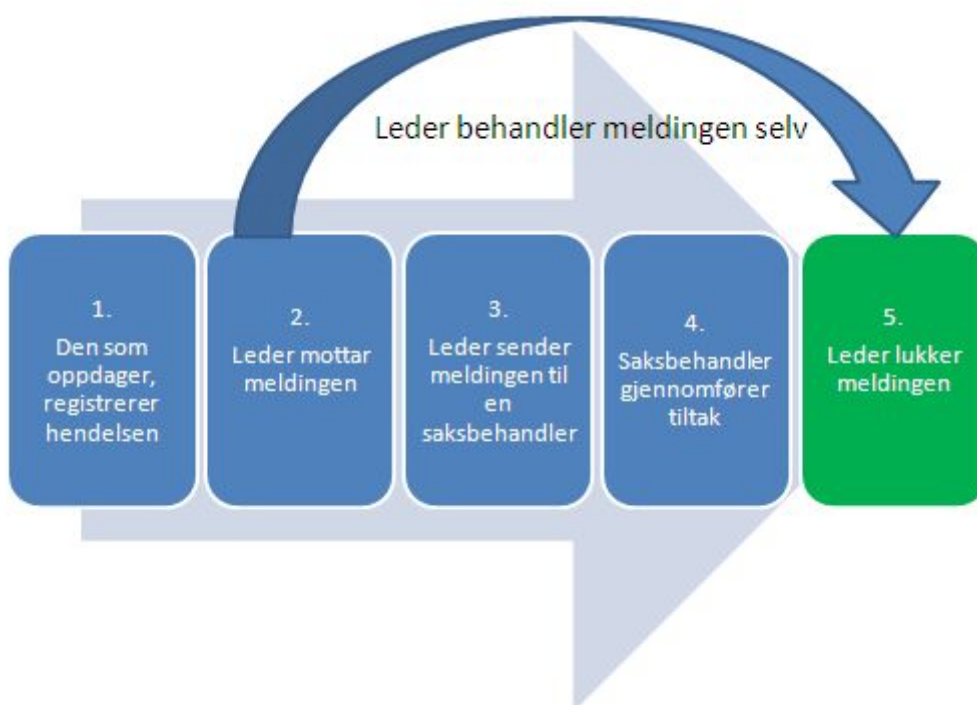 Leder behandler meldingen selv
1.
Den som
oppdager,
registrerer
hendelsen
2.
Leder mottar
meldingen
3.
Leder sender
meldingen til
en
saksbehandler
4.
Saksbehandler
gjennomfører
tiltak
5.
Leder lukker
meldingen